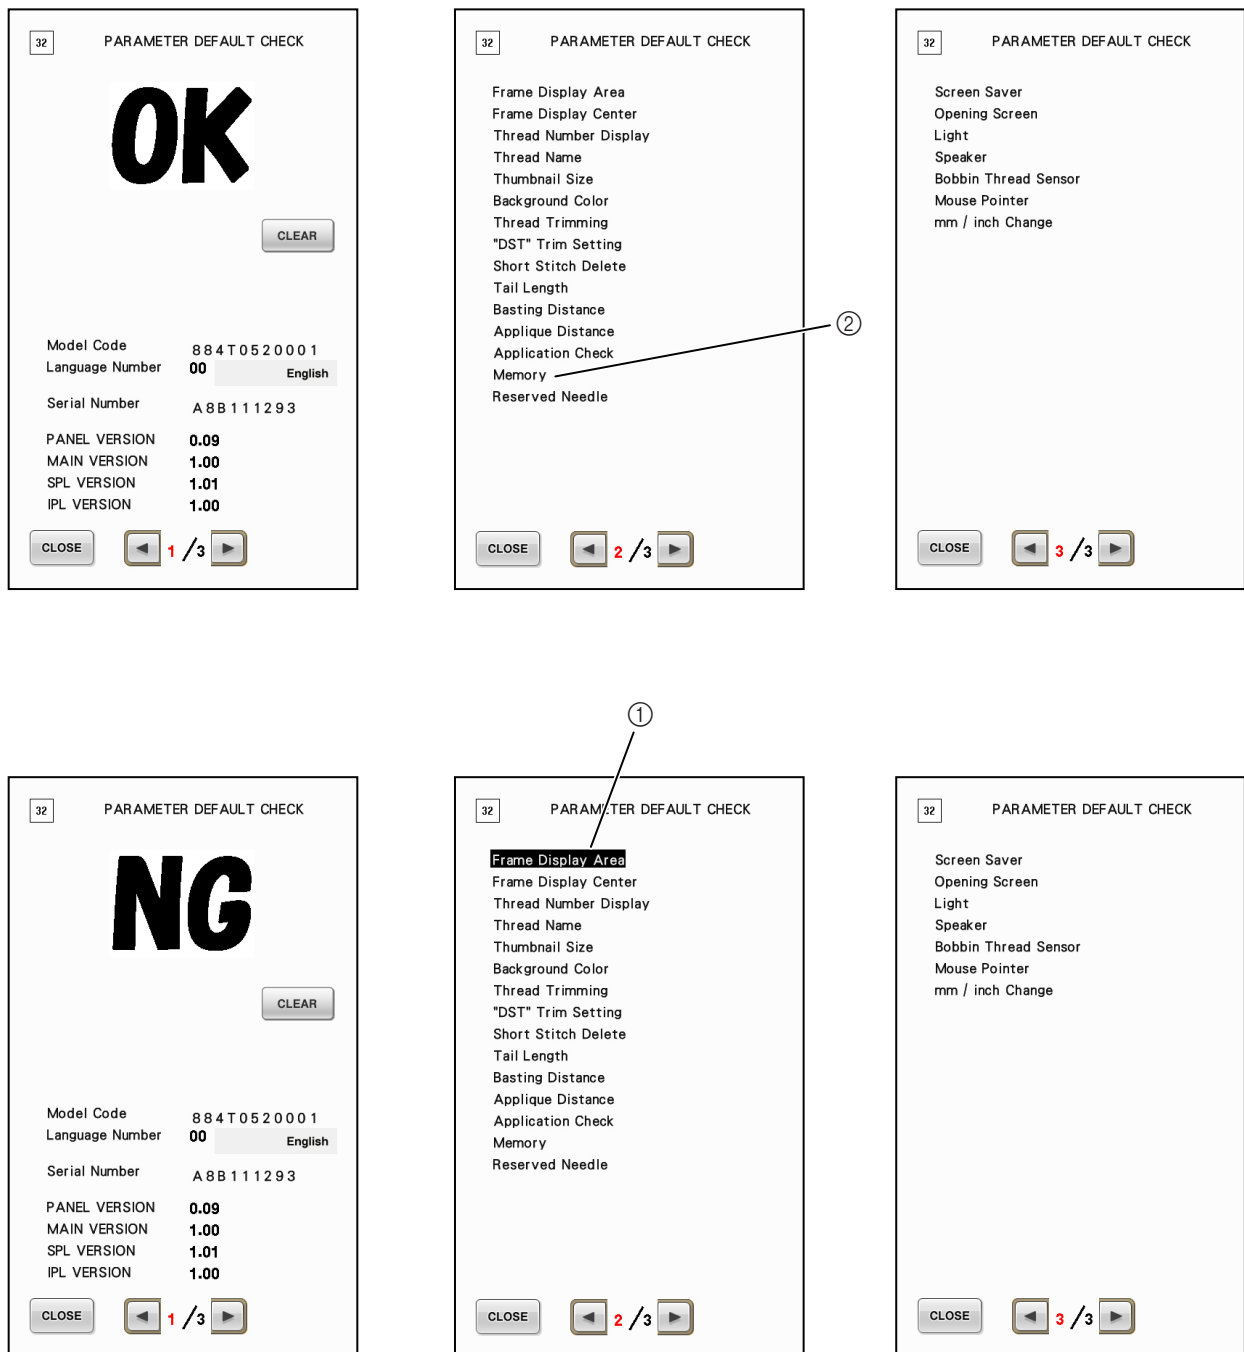 32 PARAMETER DEFAULT CHECK
OK
CLEAR
Model Code 884T0520001
Language Number 00 English
Serial Number A8B111293
PANEL VERSION 0.09
MAIN VERSION 1.00
SPL VERSION 1.01
IPL VERSION 1.00
CLOSE 1/3
32 PARAMETER DEFAULT CHECK
Frame Display Area
Frame Display Center
Thread Number Display
Thread Name
Thumbnail Size
Background Color
Thread Trimming
"DST" Trim Setting
Short Stitch Delete
Tail Length
Basting Distance
Applique Distance
Application Check
Memory
Reserved Needle
CLOSE 2/3
②
32 PARAMETER DEFAULT CHECK
Screen Saver
Opening Screen
Light
Speaker
Bobbin Thread Sensor
Mouse Pointer
mm / inch Change
CLOSE 3/3
32 PARAMETER DEFAULT CHECK
NG
CLEAR
Model Code 884T0520001
Language Number 00 English
Serial Number A8B111293
PANEL VERSION 0.09
MAIN VERSION 1.00
SPL VERSION 1.01
IPL VERSION 1.00
CLOSE 1/3
①
32 PARAMETER DEFAULT CHECK
Frame Display Area
Frame Display Center
Thread Number Display
Thread Name
Thumbnail Size
Background Color
Thread Trimming
"DST" Trim Setting
Short Stitch Delete
Tail Length
Basting Distance
Applique Distance
Application Check
Memory
Reserved Needle
CLOSE 2/3
32 PARAMETER DEFAULT CHECK
Screen Saver
Opening Screen
Light
Speaker
Bobbin Thread Sensor
Mouse Pointer
mm / inch Change
CLOSE 3/3